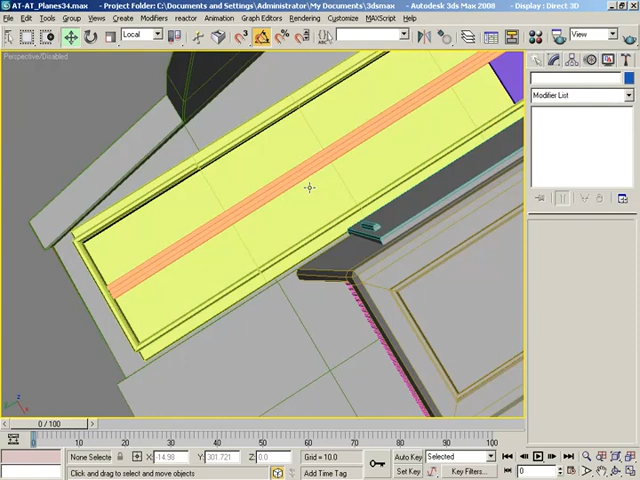 AT-AT_Planes34.max - Project Folder: C:\Documents and Settings\Administrator\My Documents\3dsmax - Autodesk 3ds Max 2008 - Display : Direct 3D
File Edit Tools Group Views Create Modifiers reactor Animation Graph Editors Rendering Customize MAXScript Help
Local View
Perspective/Disabled
Modifier List
0 / 100
0 10 20 30 40 50 60 70 80 90 100
None Selecte X: -14.98 Y: 301.721 Z: 0.0 Grid = 10.0 Auto Key Selected
Click and drag to select and move objects Add Time Tag Set Key Key Filters... 0